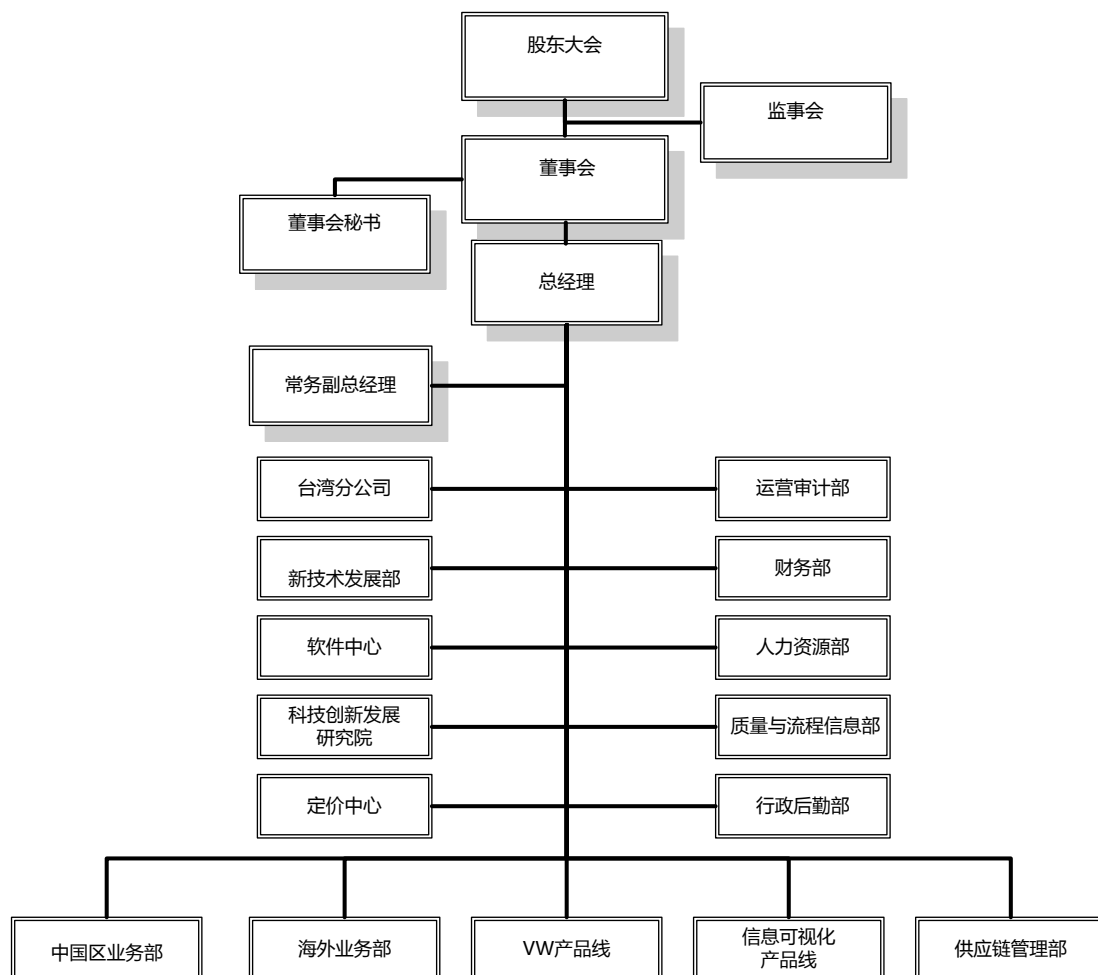 股东大会
监事会
董事会
董事会秘书
总经理
常务副总经理
台湾分公司
运营审计部
新技术发展部
财务部
软件中心
人力资源部
科技创新发展
研究院
质量与流程信息部
定价中心
行政后勤部
中国区业务部
海外业务部
VW产品线
信息可视化
产品线
供应链管理部